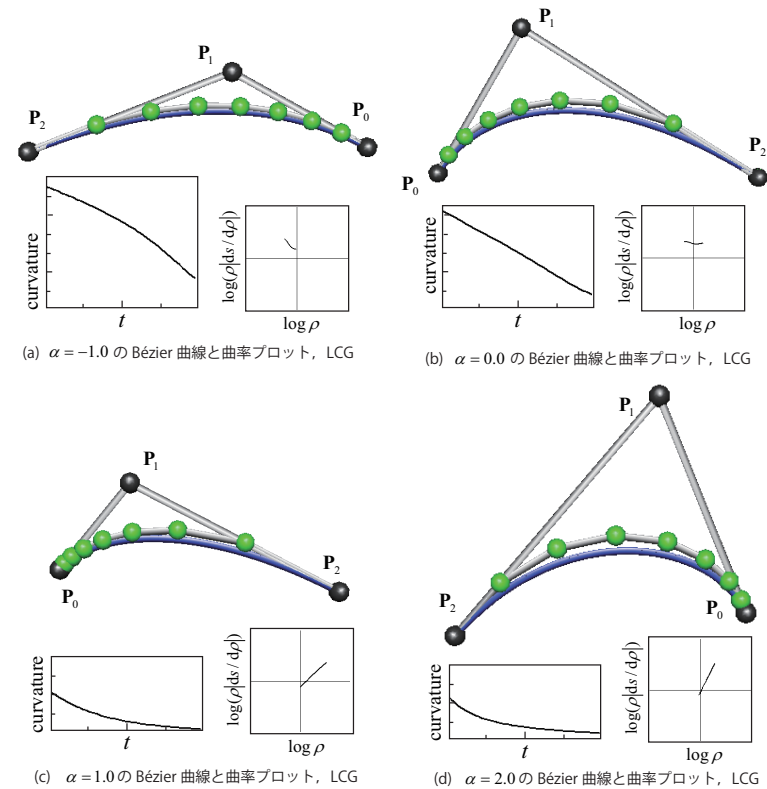 P₁
P₂
P₀
curvature
t
log(ρ|ds/dρ|)
log ρ
(a) α = −1.0 の Bézier 曲線と曲率プロット，LCG
P₁
P₀
P₂
curvature
t
log(ρ|ds/dρ|)
log ρ
(b) α = 0.0 の Bézier 曲線と曲率プロット，LCG
P₁
P₀
P₂
curvature
t
log(ρ|ds/dρ|)
log ρ
(c) α = 1.0 の Bézier 曲線と曲率プロット，LCG
P₁
P₂
P₀
curvature
t
log(ρ|ds/dρ|)
log ρ
(d) α = 2.0 の Bézier 曲線と曲率プロット，LCG